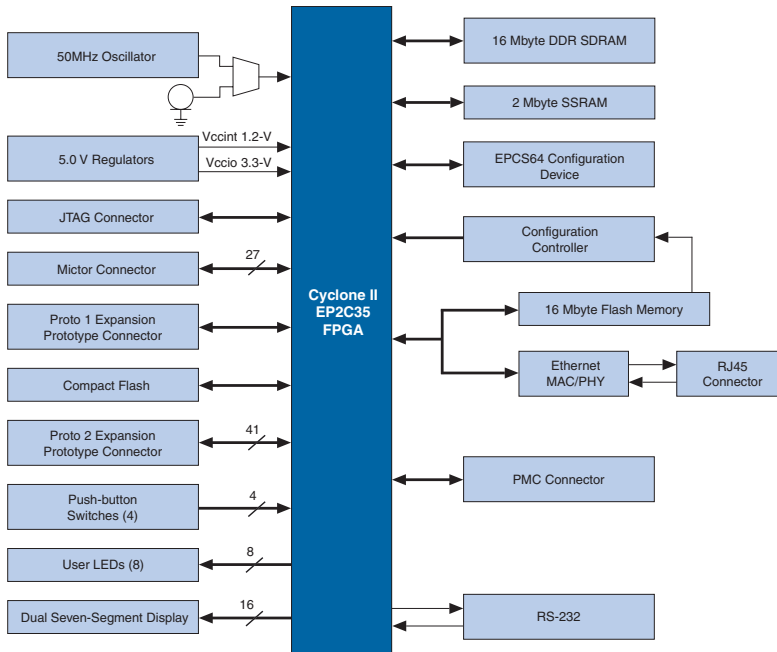 50MHz Oscillator
5.0 V Regulators
Vccint 1.2-V
Vccio 3.3-V
JTAG Connector
Mictor Connector
27
Proto 1 Expansion
Prototype Connector
Compact Flash
Proto 2 Expansion
Prototype Connector
41
Push-button
Switches (4)
4
User LEDs (8)
8
Dual Seven-Segment Display
16
Cyclone II
EP2C35
FPGA
16 Mbyte DDR SDRAM
2 Mbyte SSRAM
EPCS64 Configuration
Device
Configuration
Controller
16 Mbyte Flash Memory
Ethernet
MAC/PHY
RJ45
Connector
PMC Connector
RS-232